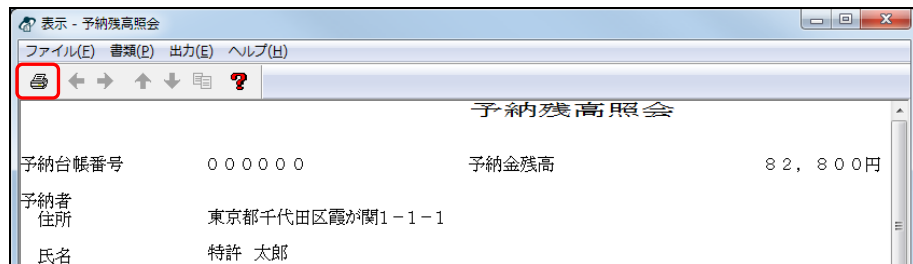 表示 - 予納残高照会
ファイル(F) 書類(P) 出力(E) ヘルプ(H)
予納残高照会
予納台帳番号 ００００００ 予納金残高 ８２，８００円
予納者
住所 東京都千代田区霞が関１－１－１
氏名 特許 太郎